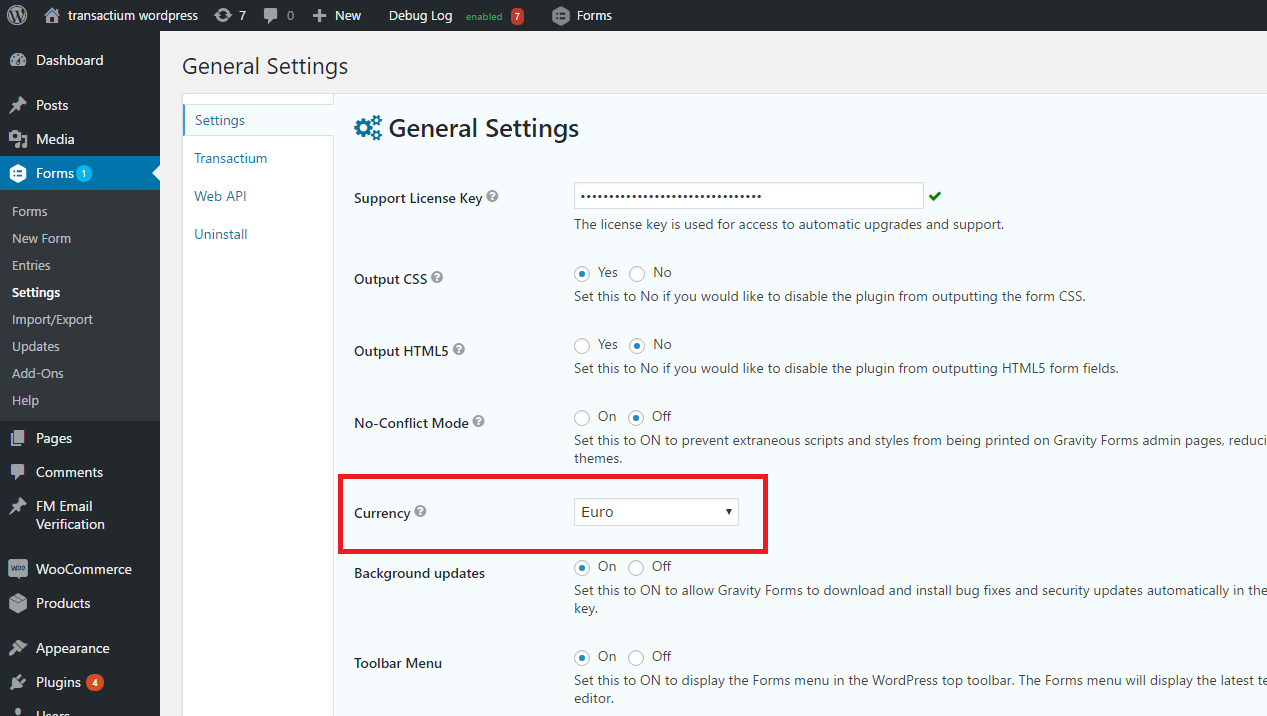 transactium wordpress
7
0
New
Debug Log enabled 7
Forms
Dashboard
Posts
Media
Forms 1
Forms
New Form
Entries
Settings
Import/Export
Updates
Add-Ons
Help
Pages
Comments
FM Email
Verification
WOO WooCommerce
Products
Appearance
Plugins 4
Users
General Settings
Settings
Transactium
Web API
Uninstall
General Settings
Support License Key ?
•••••••••••••••••••••••••••••••
The license key is used for access to automatic upgrades and support.
Output CSS ?
Yes No
Set this to No if you would like to disable the plugin from outputting the form CSS.
Output HTML5 ?
Yes No
Set this to No if you would like to disable the plugin from outputting HTML5 form fields.
No-Conflict Mode ?
On Off
Set this to ON to prevent extraneous scripts and styles from being printed on Gravity Forms admin pages, reduci
themes.
Currency ?
Euro
Background updates
On Off
Set this to ON to allow Gravity Forms to download and install bug fixes and security updates automatically in the
key.
Toolbar Menu
On Off
Set this to ON to display the Forms menu in the WordPress top toolbar. The Forms menu will display the latest te
editor.